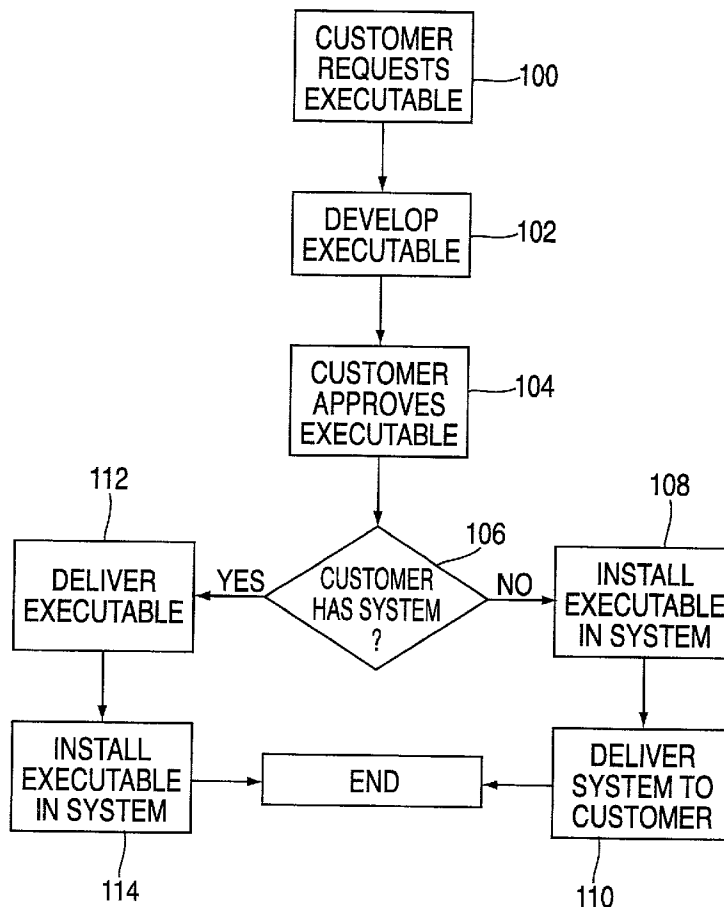 CUSTOMER
REQUESTS
EXECUTABLE
100
DEVELOP
EXECUTABLE
102
CUSTOMER
APPROVES
EXECUTABLE
104
112
DELIVER
EXECUTABLE
YES
106
CUSTOMER
HAS SYSTEM
?
NO
108
INSTALL
EXECUTABLE
IN SYSTEM
INSTALL
EXECUTABLE
IN SYSTEM
114
END
DELIVER
SYSTEM TO
CUSTOMER
110